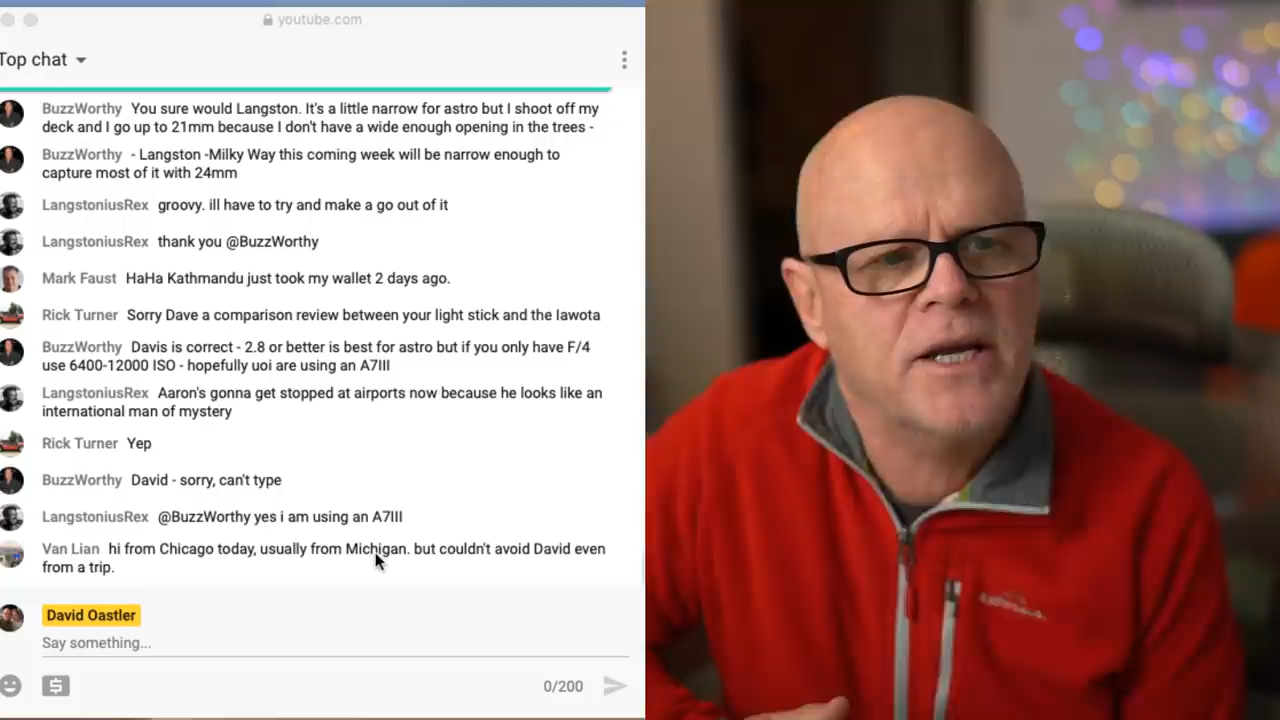 youtube.com
Top chat
BuzzWorthy You sure would Langston. It's a little narrow for astro but I shoot off my
deck and I go up to 21mm because I don't have a wide enough opening in the trees -
BuzzWorthy - Langston -Milky Way this coming week will be narrow enough to
capture most of it with 24mm
LangstoniusRex groovy. ill have to try and make a go out of it
LangstoniusRex thank you @BuzzWorthy
Mark Faust HaHa Kathmandu just took my wallet 2 days ago.
Rick Turner Sorry Dave a comparison review between your light stick and the lawota
BuzzWorthy Davis is correct - 2.8 or better is best for astro but if you only have F/4
use 6400-12000 ISO - hopefully uoi are using an A7III
LangstoniusRex Aaron's gonna get stopped at airports now because he looks like an
international man of mystery
Rick Turner Yep
BuzzWorthy David - sorry, can't type
LangstoniusRex @BuzzWorthy yes i am using an A7III
Van Lian hi from Chicago today, usually from Michigan. but couldn't avoid David even
from a trip.
David Oastler
Say something...
0/200